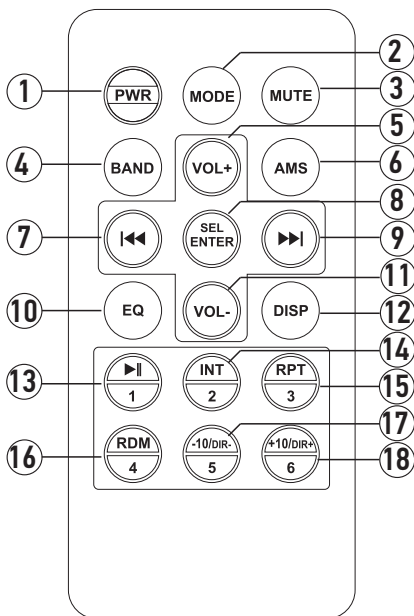 2
1 PWR MODE MUTE 3
5
4 BAND VOL+ AMS 6
8
7 SEL ENTER 9
11
10 EQ VOL- DISP 12
14
13 INT RPT 15
1 2 3
17
16 RDM -10/DIR- +10/DIR+ 18
4 5 6